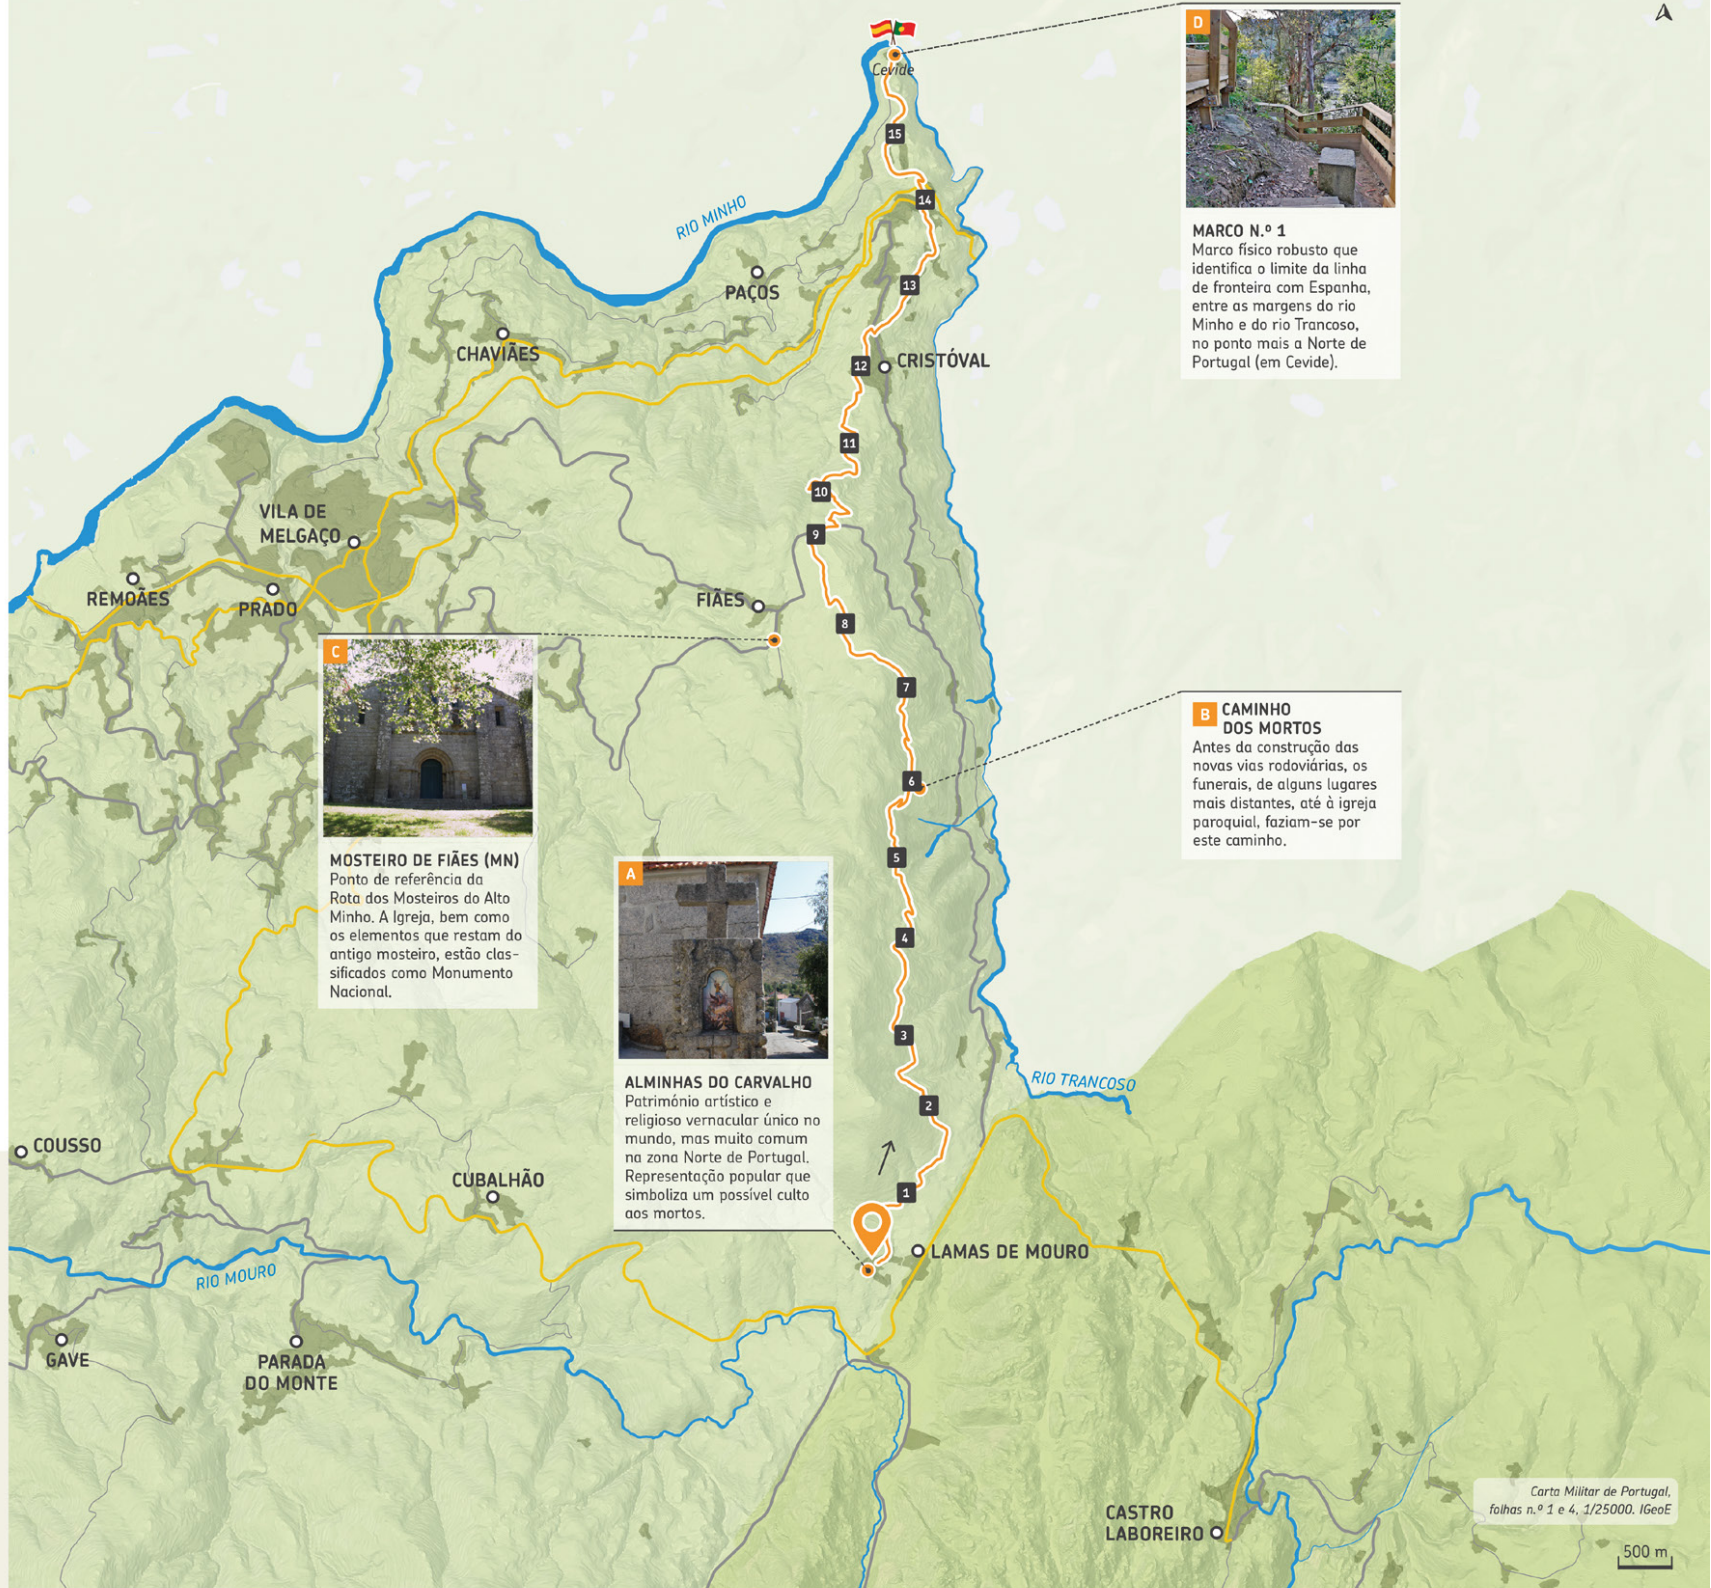 Cevide
D
MARCO N.º 1
Marco físico robusto que
identifica o limite da linha
de fronteira com Espanha,
entre as margens do rio
Minho e do rio Trancoso,
no ponto mais a Norte de
Portugal (em Cevide).
15
14
13
12
11
10
9
8
7
6
5
4
3
2
1
RIO MINHO
PAÇOS
CHAVIÃES
CRISTÓVAL
VILA DE
MELGAÇO
REMOÃES
PRADO
FIÃES
C
MOSTEIRO DE FIÃES (MN)
Ponto de referência da
Rota dos Mosteiros do Alto
Minho. A Igreja, bem como
os elementos que restam do
antigo mosteiro, estão clas-
sificados como Monumento
Nacional.
B CAMINHO
DOS MORTOS
Antes da construção das
novas vias rodoviárias, os
funerais, de alguns lugares
mais distantes, até à igreja
paroquial, faziam-se por
este caminho.
A
ALMINHAS DO CARVALHO
Património artístico e
religioso vernacular único no
mundo, mas muito comum
na zona Norte de Portugal.
Representação popular que
simboliza um possível culto
aos mortos.
RIO TRANCOSO
COUSSO
CUBALHÃO
LAMAS DE MOURO
RIO MOURO
GAVE
PARADA
DO MONTE
CASTRO
LABOREIRO
Carta Militar de Portugal,
folhas n.º 1 e 4, 1/25000. IGeoE
500 m